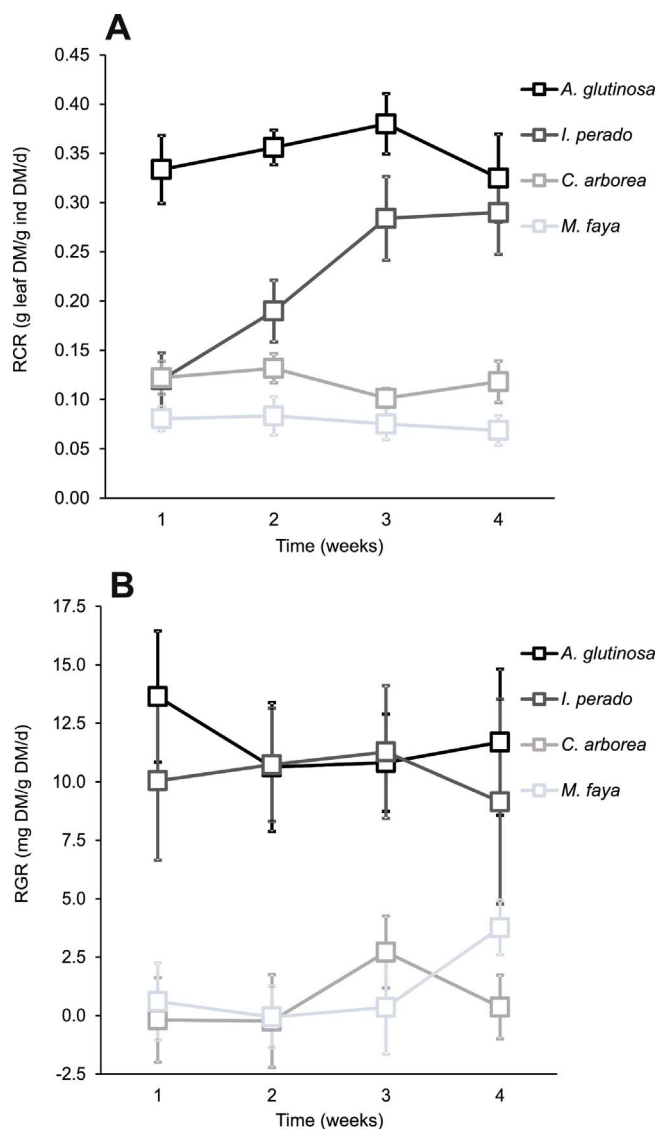 A
0.45
0.40
0.35
0.30
0.25
0.20
0.15
0.10
0.05
0.00
RCR (g leaf DM/g ind DM/d)
1 2 3 4
Time (weeks)
A. glutinosa
I. perado
C. arborea
M. faya
B
17.5
15.0
12.5
10.0
7.5
5.0
2.5
0.0
-2.5
RGR (mg DM/g DM/d)
1 2 3 4
Time (weeks)
A. glutinosa
I. perado
C. arborea
M. faya